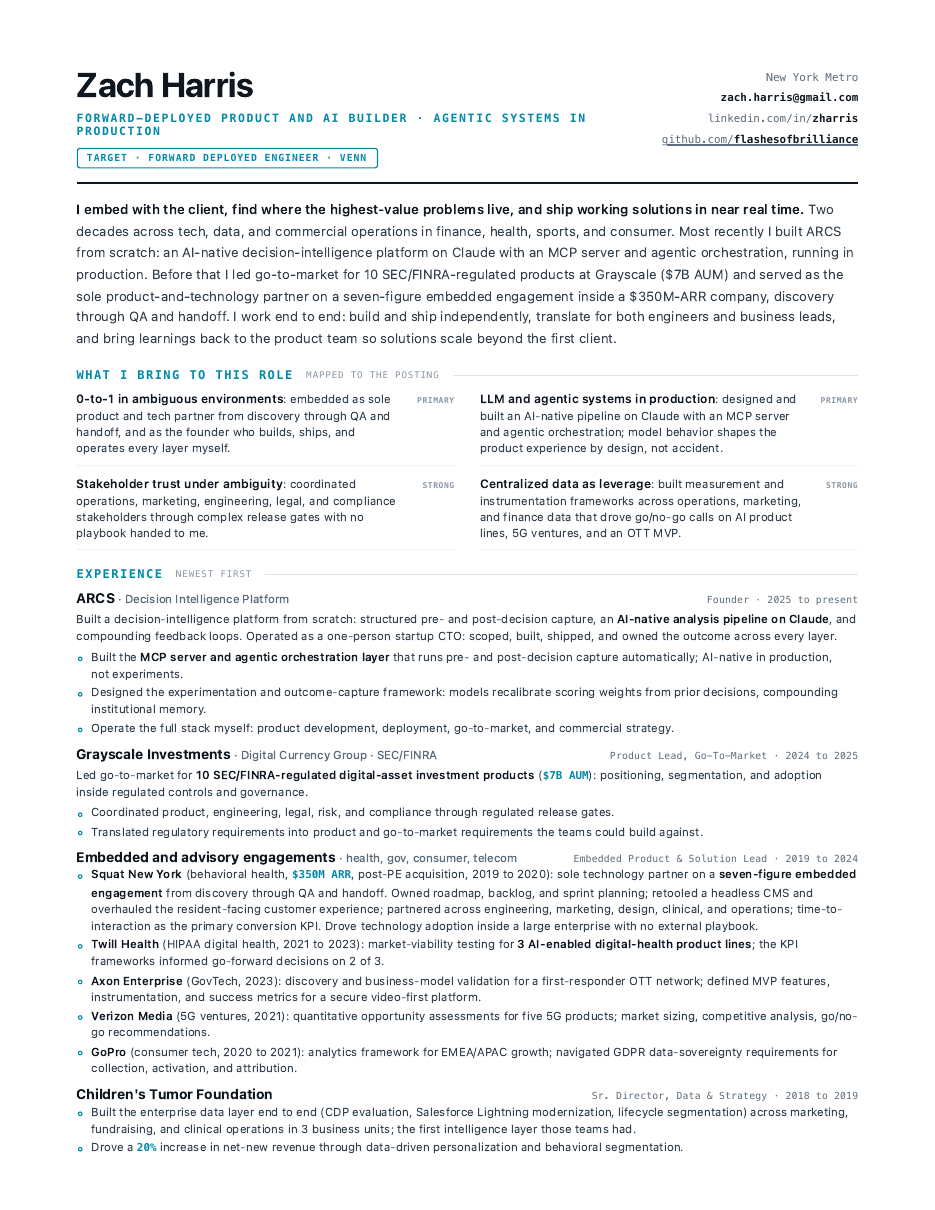 Zach Harris
FORWARD-DEPLOYED PRODUCT AND AI BUILDER · AGENTIC SYSTEMS IN
PRODUCTION
TARGET · FORWARD DEPLOYED ENGINEER · VENN
New York Metro
zach.harris@gmail.com
linkedin.com/in/zharris
github.com/flashesofbrilliance
I embed with the client, find where the highest-value problems live, and ship working solutions in near real time. Two
decades across tech, data, and commercial operations in finance, health, sports, and consumer. Most recently I built ARCS
from scratch: an AI-native decision-intelligence platform on Claude with an MCP server and agentic orchestration, running in
production. Before that I led go-to-market for 10 SEC/FINRA-regulated products at Grayscale ($7B AUM) and served as the
sole product-and-technology partner on a seven-figure embedded engagement inside a $350M-ARR company, discovery
through QA and handoff. I work end to end: build and ship independently, translate for both engineers and business leads,
and bring learnings back to the product team so solutions scale beyond the first client.
WHAT I BRING TO THIS ROLE MAPPED TO THE POSTING
0-to-1 in ambiguous environments: embedded as sole PRIMARY
product and tech partner from discovery through QA and
handoff, and as the founder who builds, ships, and
operates every layer myself.
LLM and agentic systems in production: designed and PRIMARY
built an AI-native pipeline on Claude with an MCP server
and agentic orchestration; model behavior shapes the
product experience by design, not accident.
Stakeholder trust under ambiguity: coordinated STRONG
operations, marketing, engineering, legal, and compliance
stakeholders through complex release gates with no
playbook handed to me.
Centralized data as leverage: built measurement and STRONG
instrumentation frameworks across operations, marketing,
and finance data that drove go/no-go calls on AI product
lines, 5G ventures, and an OTT MVP.
EXPERIENCE NEWEST FIRST
ARCS · Decision Intelligence Platform Founder · 2025 to present
Built a decision-intelligence platform from scratch: structured pre- and post-decision capture, an AI-native analysis pipeline on Claude, and
compounding feedback loops. Operated as a one-person startup CTO: scoped, built, shipped, and owned the outcome across every layer.
Built the MCP server and agentic orchestration layer that runs pre- and post-decision capture automatically; AI-native in production,
not experiments.
Designed the experimentation and outcome-capture framework: models recalibrate scoring weights from prior decisions, compounding
institutional memory.
Operate the full stack myself: product development, deployment, go-to-market, and commercial strategy.
Grayscale Investments · Digital Currency Group · SEC/FINRA Product Lead, Go-To-Market · 2024 to 2025
Led go-to-market for 10 SEC/FINRA-regulated digital-asset investment products ($7B AUM): positioning, segmentation, and adoption
inside regulated controls and governance.
Coordinated product, engineering, legal, risk, and compliance through regulated release gates.
Translated regulatory requirements into product and go-to-market requirements the teams could build against.
Embedded and advisory engagements · health, gov, consumer, telecom Embedded Product & Solution Lead · 2019 to 2024
Squat New York (behavioral health, $350M ARR, post-PE acquisition, 2019 to 2020): sole technology partner on a seven-figure embedded
engagement from discovery through QA and handoff. Owned roadmap, backlog, and sprint planning; retooled a headless CMS and
overhauled the resident-facing customer experience; partnered across engineering, marketing, design, clinical, and operations; time-to-
interaction as the primary conversion KPI. Drove technology adoption inside a large enterprise with no external playbook.
Twill Health (HIPAA digital health, 2021 to 2023): market-viability testing for 3 AI-enabled digital-health product lines; the KPI
frameworks informed go-forward decisions on 2 of 3.
Axon Enterprise (GovTech, 2023): discovery and business-model validation for a first-responder OTT network; defined MVP features,
instrumentation, and success metrics for a secure video-first platform.
Verizon Media (5G ventures, 2021): quantitative opportunity assessments for five 5G products; market sizing, competitive analysis, go/no-
go recommendations.
GoPro (consumer tech, 2020 to 2021): analytics framework for EMEA/APAC growth; navigated GDPR data-sovereignty requirements for
collection, activation, and attribution.
Children's Tumor Foundation Sr. Director, Data & Strategy · 2018 to 2019
Built the enterprise data layer end to end (CDP evaluation, Salesforce Lightning modernization, lifecycle segmentation) across marketing,
fundraising, and clinical operations in 3 business units; the first intelligence layer those teams had.
Drove a 20% increase in net-new revenue through data-driven personalization and behavioral segmentation.